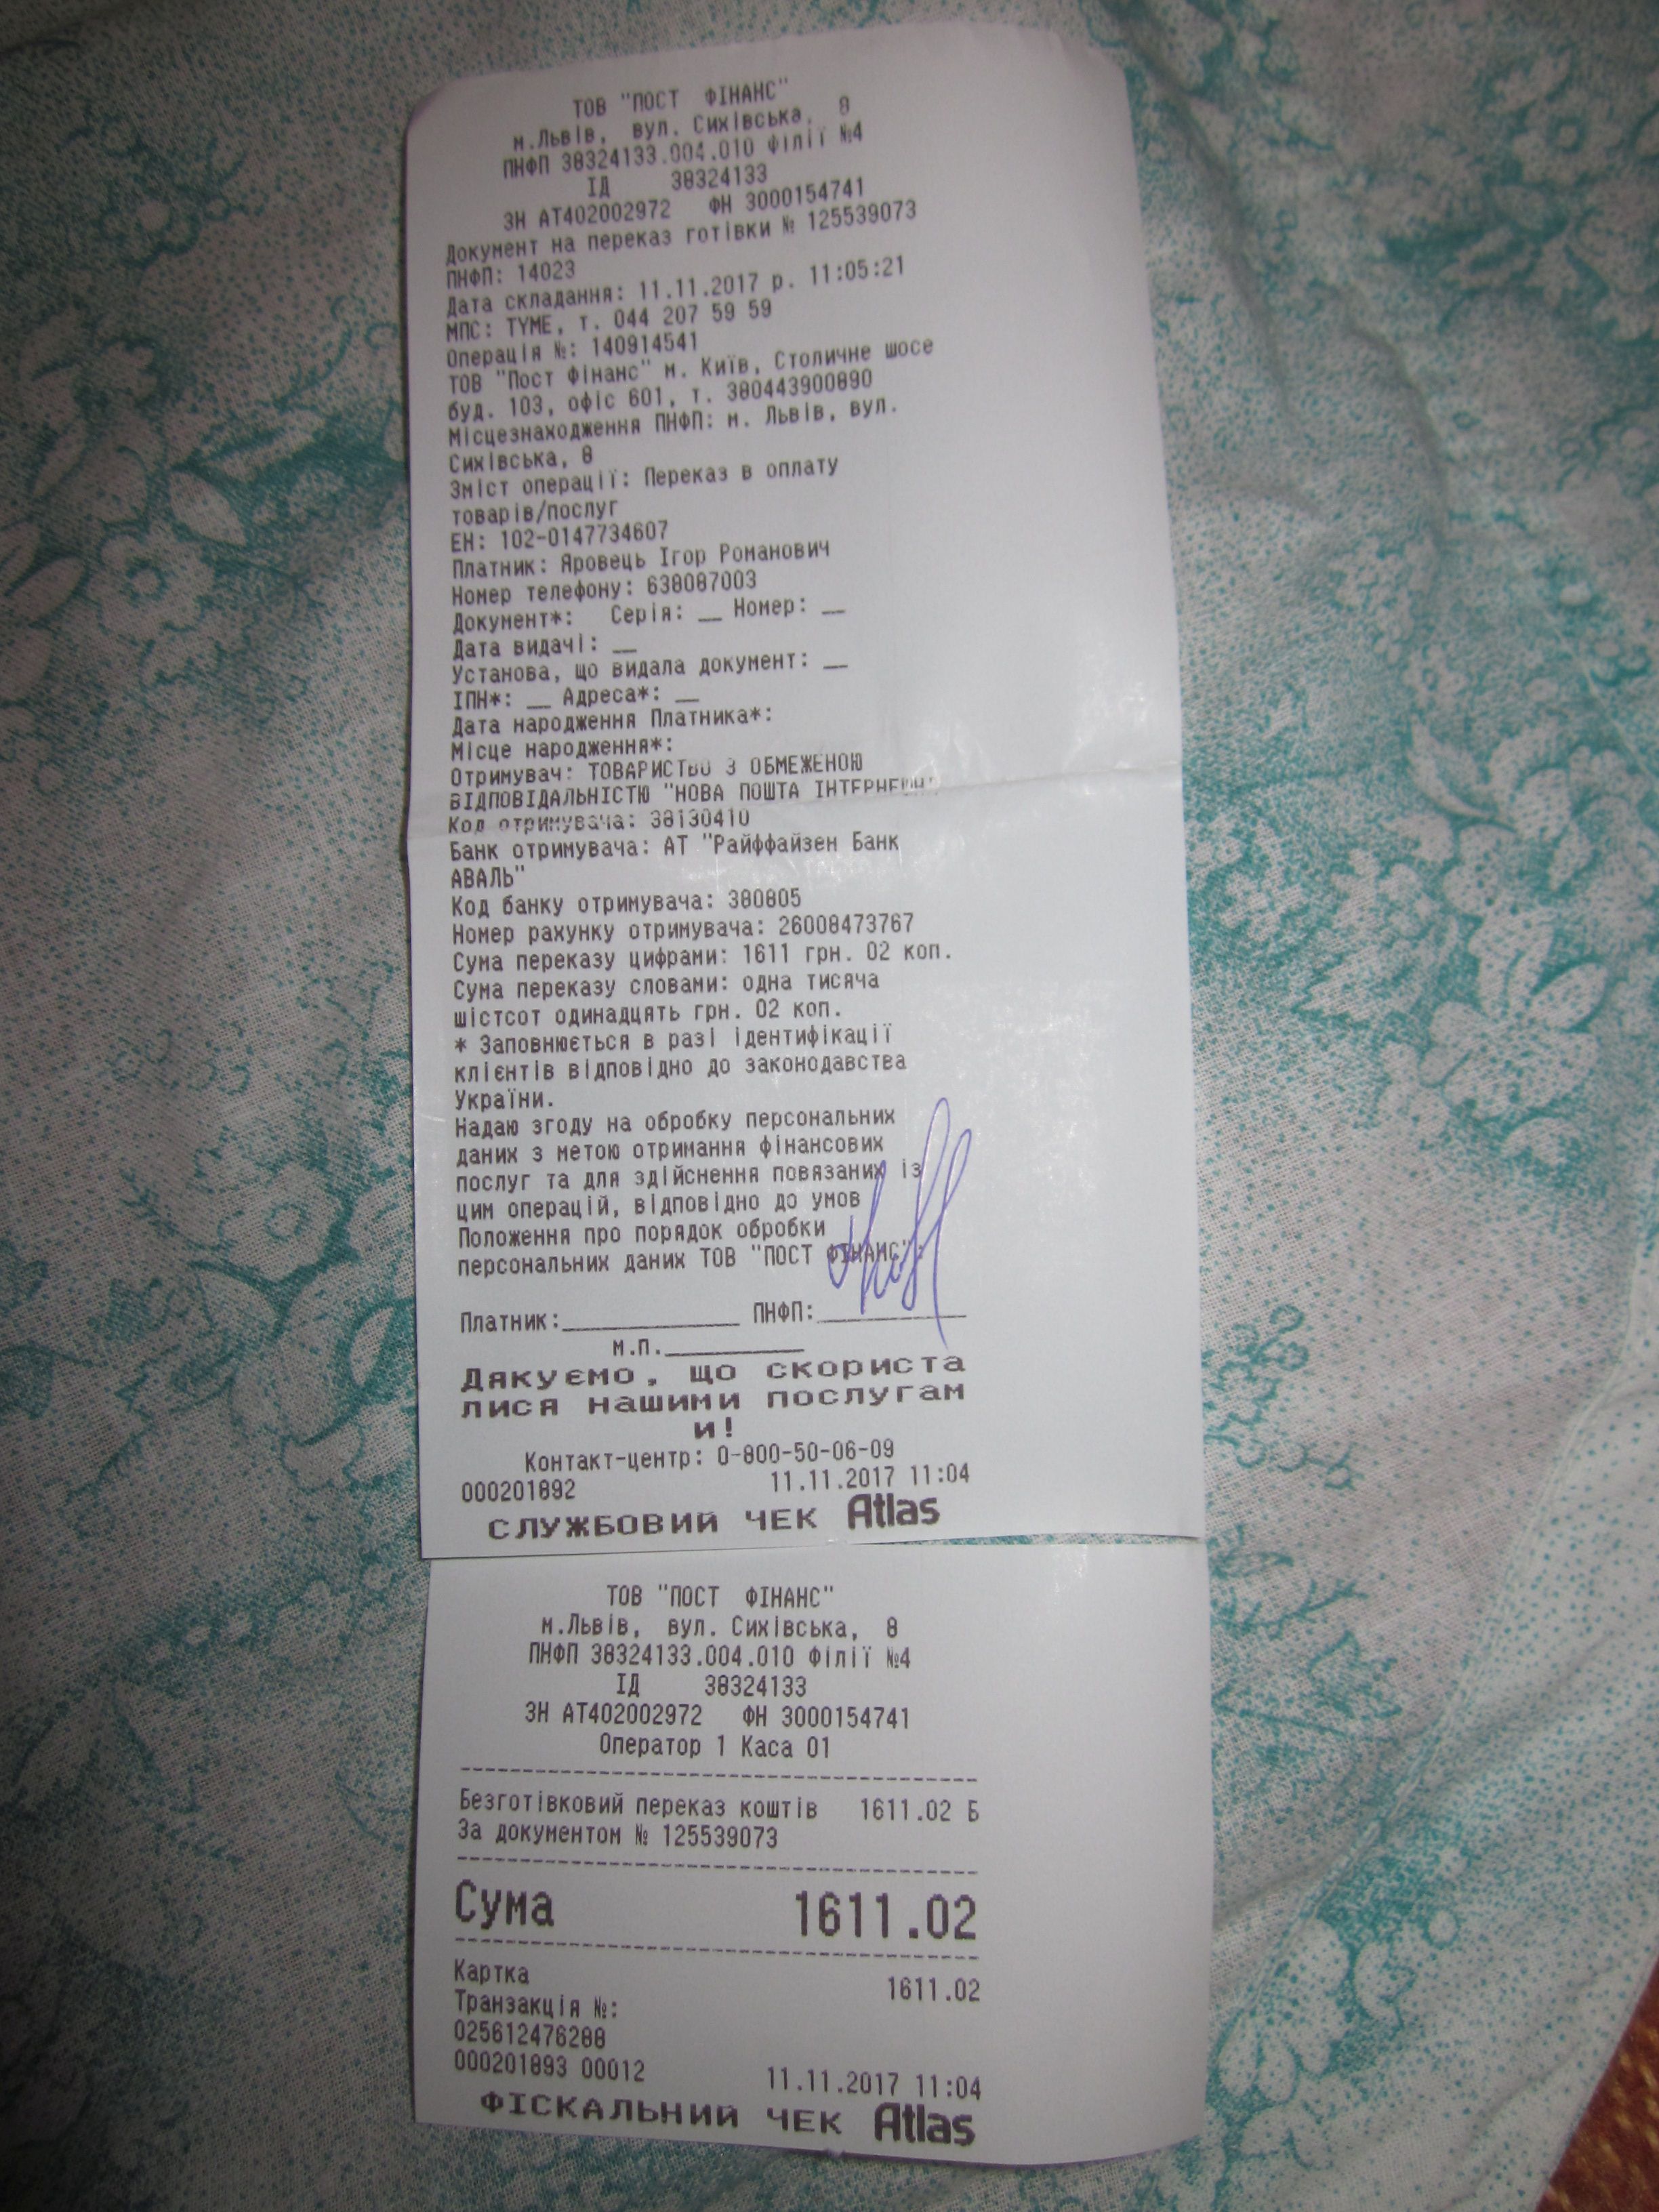 ТОВ "ПОСТ ФІНАНС"
м.Львів, вул. Сихівська, 8
ПНФП 38324133.004.010 Філії №4
ІД 38324133
ЗН АТ402002972 ФН 3000154741
Документ на переказ готівки № 125539073
ПНФП: 14023
Дата складання: 11.11.2017 р. 11:05:21
МПС: TYME, т. 044 207 59 59
Операція №: 140914541
ТОВ "Пост Фінанс" м. Київ, Столичне шосе
буд. 103, офіс 601, т. 380443900890
Місцезнаходження ПНФП: м. Львів, вул.
Сихівська, 8
Зміст операції: Переказ в оплату
товарів/послуг
ЕН: 102-0147734607
Платник: Яровець Ігор Романович
Номер телефону: 638087003
Документ*: Серія: __ Номер: __
Дата видачі: __
Установа, що видала документ: __
ІПН*: __ Адреса*: __
Дата народження Платника*:
Місце народження*:
Отримувач: ТОВАРИСТВО З ОБМЕЖЕНОЮ
ВІДПОВІДАЛЬНІСТЮ "НОВА ПОШТА ІНТЕРНЕШН"
Код отримувача: 38130410
Банк отримувача: АТ "Райффайзен Банк
АВАЛЬ"
Код банку отримувача: 380805
Номер рахунку отримувача: 26008473767
Сума переказу цифрами: 1611 грн. 02 коп.
Сума переказу словами: одна тисяча
шістсот одинадцять грн. 02 коп.
* Заповнюється в разі ідентифікації
клієнтів відповідно до законодавства
України.
Надаю згоду на обробку персональних
даних з метою отримання фінансових
послуг та для здійснення повязаних із
цим операцій, відповідно до умов
Положення про порядок обробки
персональних даних ТОВ "ПОСТ ФІНАНС".
Платник:______________ ПНФП:____________
м.п.___________
Дякуємо, що скориста
лися нашими послугам
и!
Контакт-центр: 0-800-50-06-09
000201892 11.11.2017 11:04
СЛУЖБОВИЙ ЧЕК Atlas
ТОВ "ПОСТ ФІНАНС"
м.Львів, вул. Сихівська, 8
ПНФП 38324133.004.010 Філії №4
ІД 38324133
ЗН АТ402002972 ФН 3000154741
Оператор 1 Каса 01
Безготівковий переказ коштів 1611.02 Б
За документом № 125539073
Сума 1611.02
Картка 1611.02
Транзакція №:
025612476288
000201893 00012 11.11.2017 11:04
ФІСКАЛЬНИЙ ЧЕК Atlas